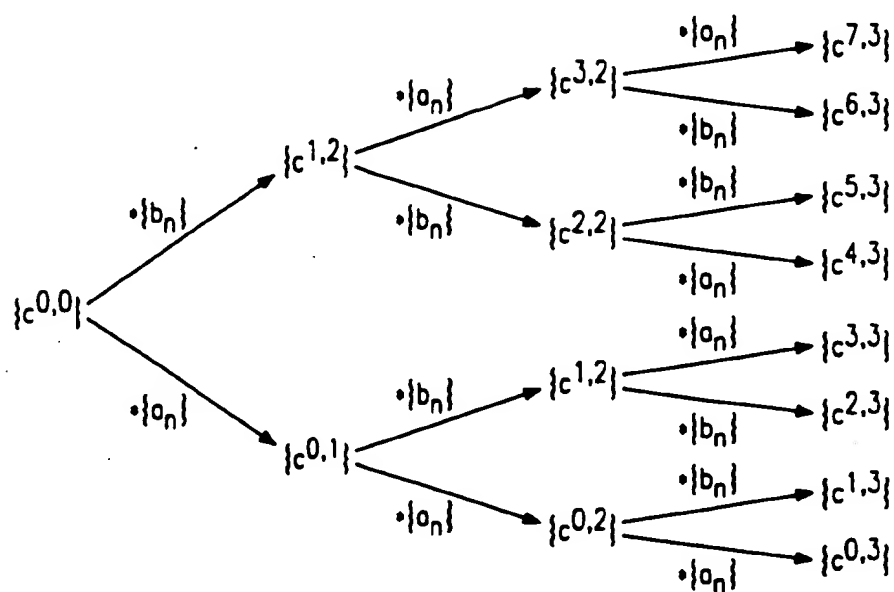 *{a_n}
{c^{7,3}}
{c^{3,2}}
*{a_n}
{c^{6,3}}
*{b_n}
{c^{1,2}}
*{b_n}
{c^{5,3}}
*{b_n}
*{b_n}
{c^{2,2}}
{c^{4,3}}
*{a_n}
{c^{0,0}}
*{a_n}
{c^{3,3}}
*{a_n}
*{b_n}
{c^{1,2}}
{c^{2,3}}
*{b_n}
{c^{0,1}}
*{b_n}
{c^{1,3}}
*{a_n}
{c^{0,2}}
{c^{0,3}}
*{a_n}